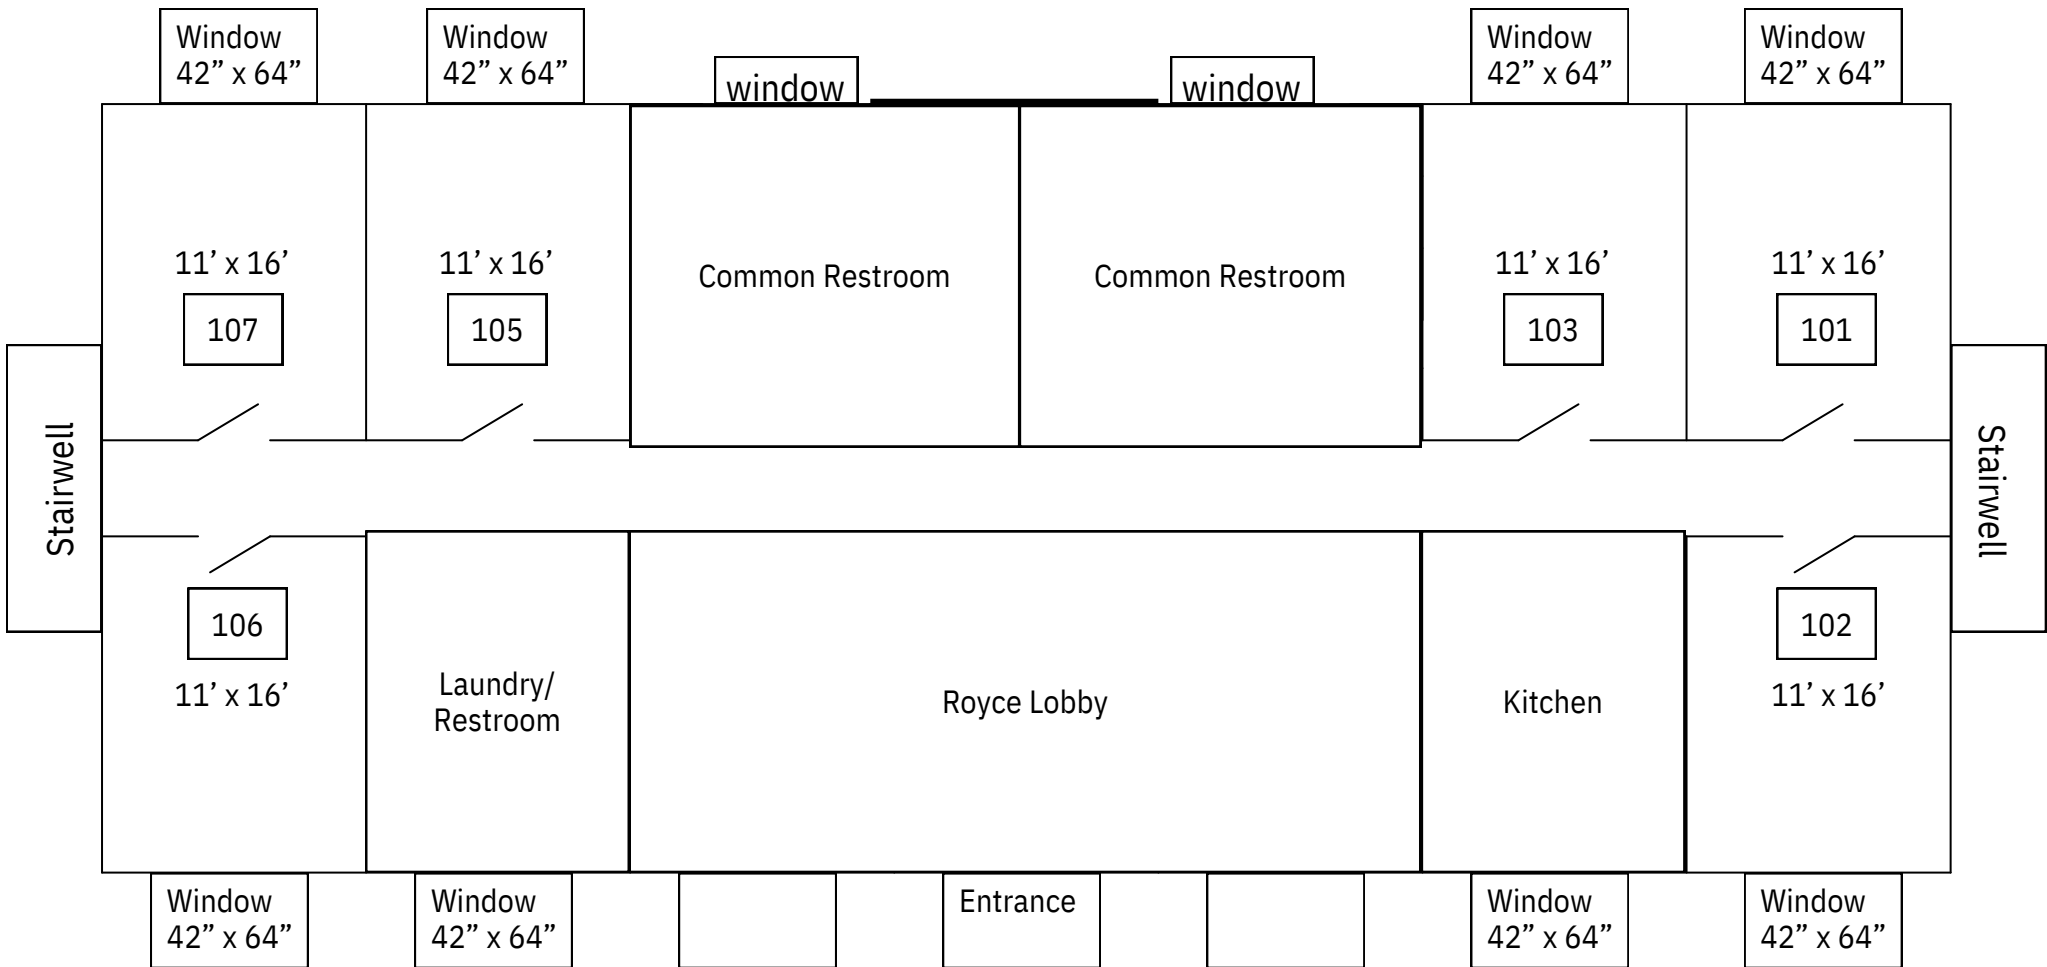 Window
42” x 64”
Window
42” x 64”
window
window
Window
42” x 64”
Window
42” x 64”
11’ x 16’
107
11’ x 16’
105
Common Restroom
Common Restroom
11’ x 16’
103
11’ x 16’
101
Stairwell
Stairwell
106
11’ x 16’
Laundry/
Restroom
Royce Lobby
Kitchen
102
11’ x 16’
Window
42” x 64”
Window
42” x 64”
Entrance
Window
42” x 64”
Window
42” x 64”